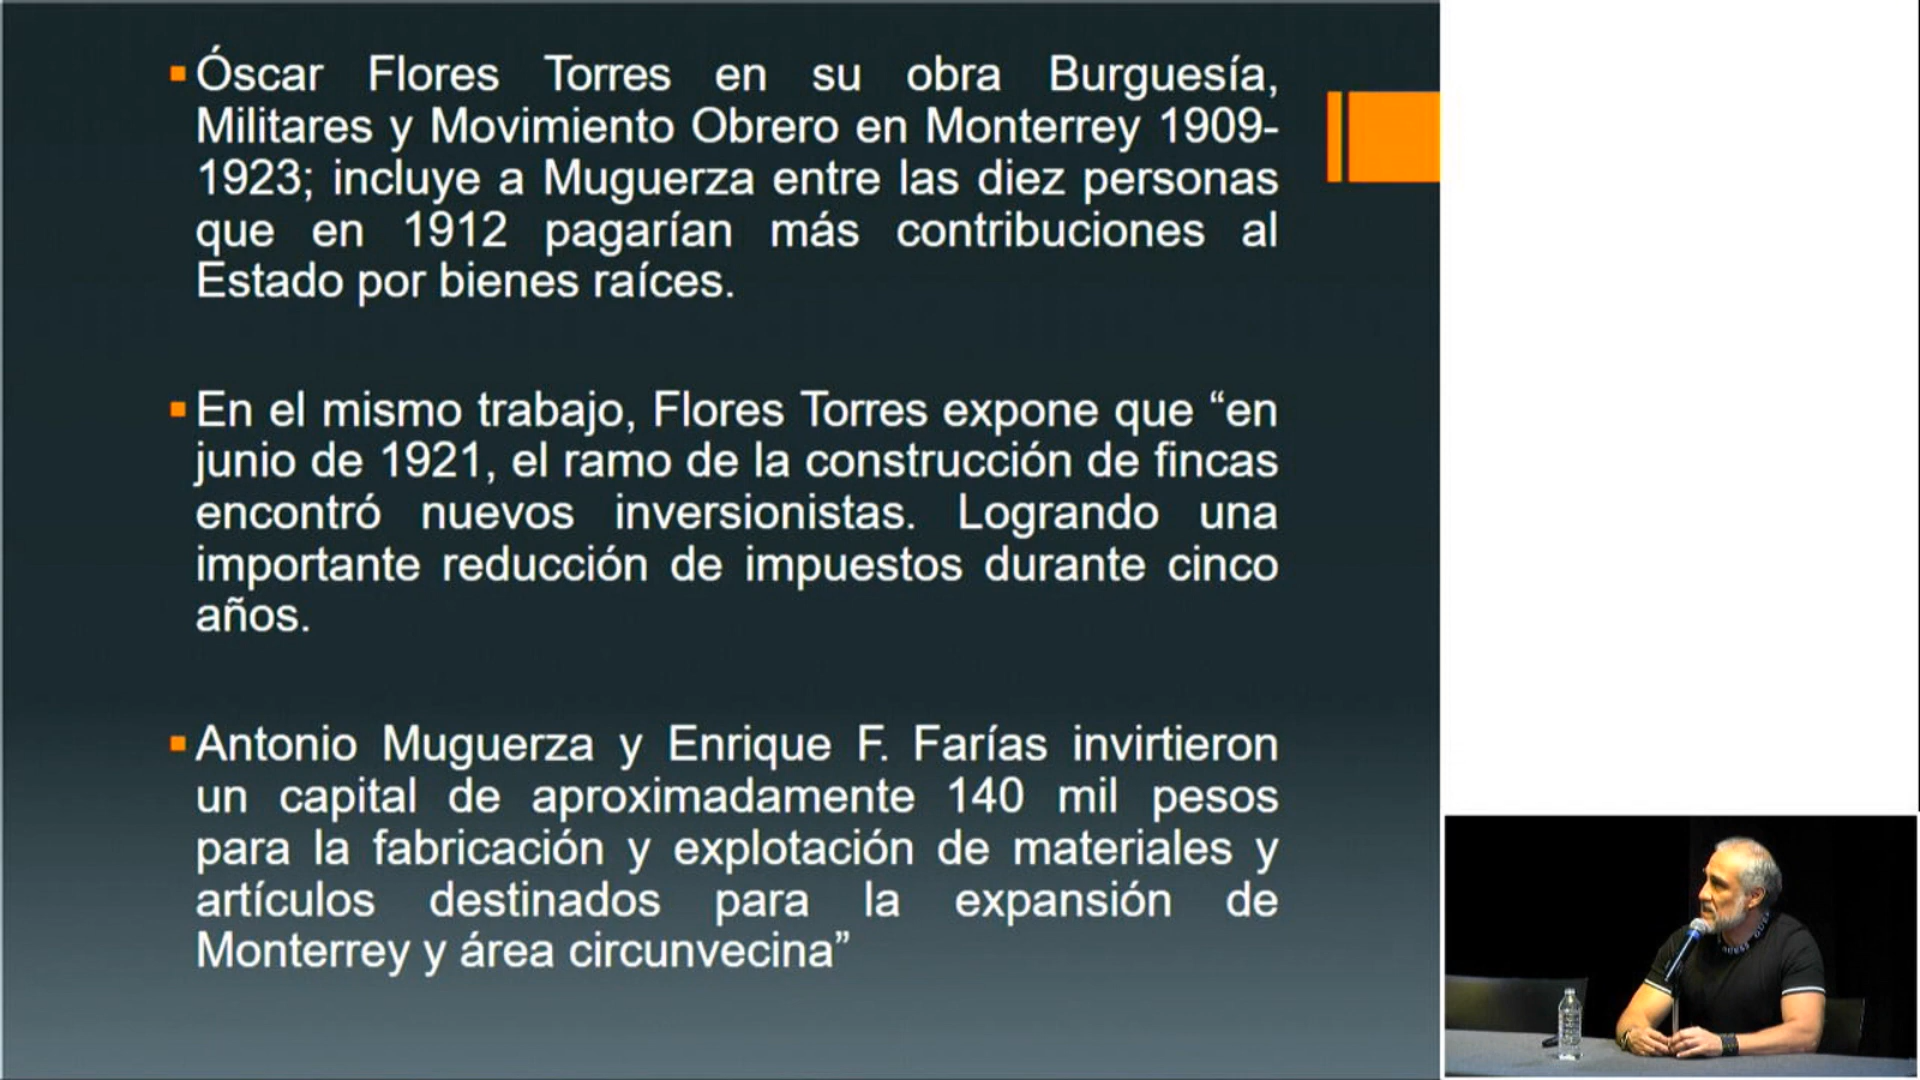 Óscar Flores Torres en su obra Burguesía,
Militares y Movimiento Obrero en Monterrey 1909-
1923; incluye a Muguerza entre las diez personas
que en 1912 pagarían más contribuciones al
Estado por bienes raíces.
En el mismo trabajo, Flores Torres expone que “en
junio de 1921, el ramo de la construcción de fincas
encontró nuevos inversionistas. Logrando una
importante reducción de impuestos durante cinco
años.
Antonio Muguerza y Enrique F. Farías invirtieron
un capital de aproximadamente 140 mil pesos
para la fabricación y explotación de materiales y
artículos destinados para la expansión de
Monterrey y área circunvecina”